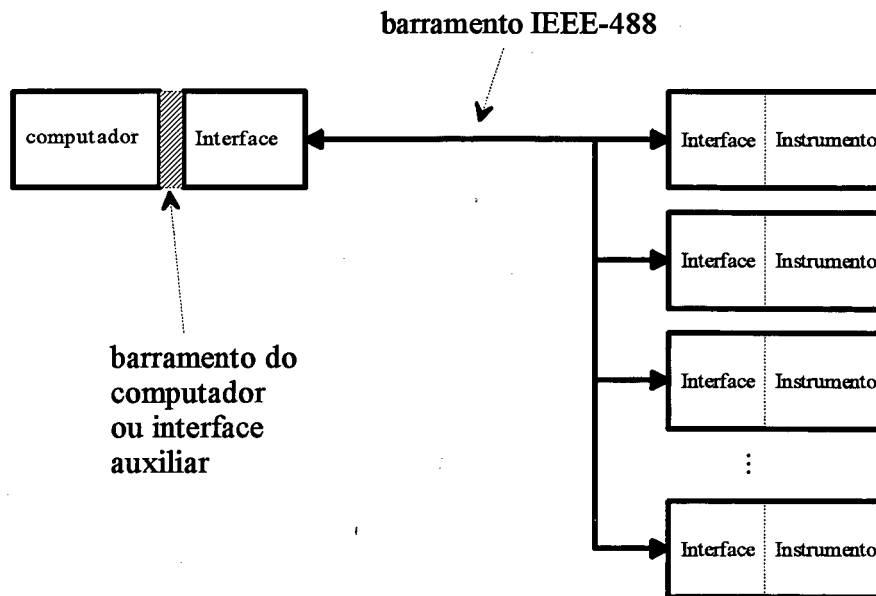 barramento IEEE-488
computador
Interface
Interface
Instrumento
barramento do
computador
ou interface
auxiliar
Interface
Instrumento
Interface
Instrumento
Interface
Instrumento